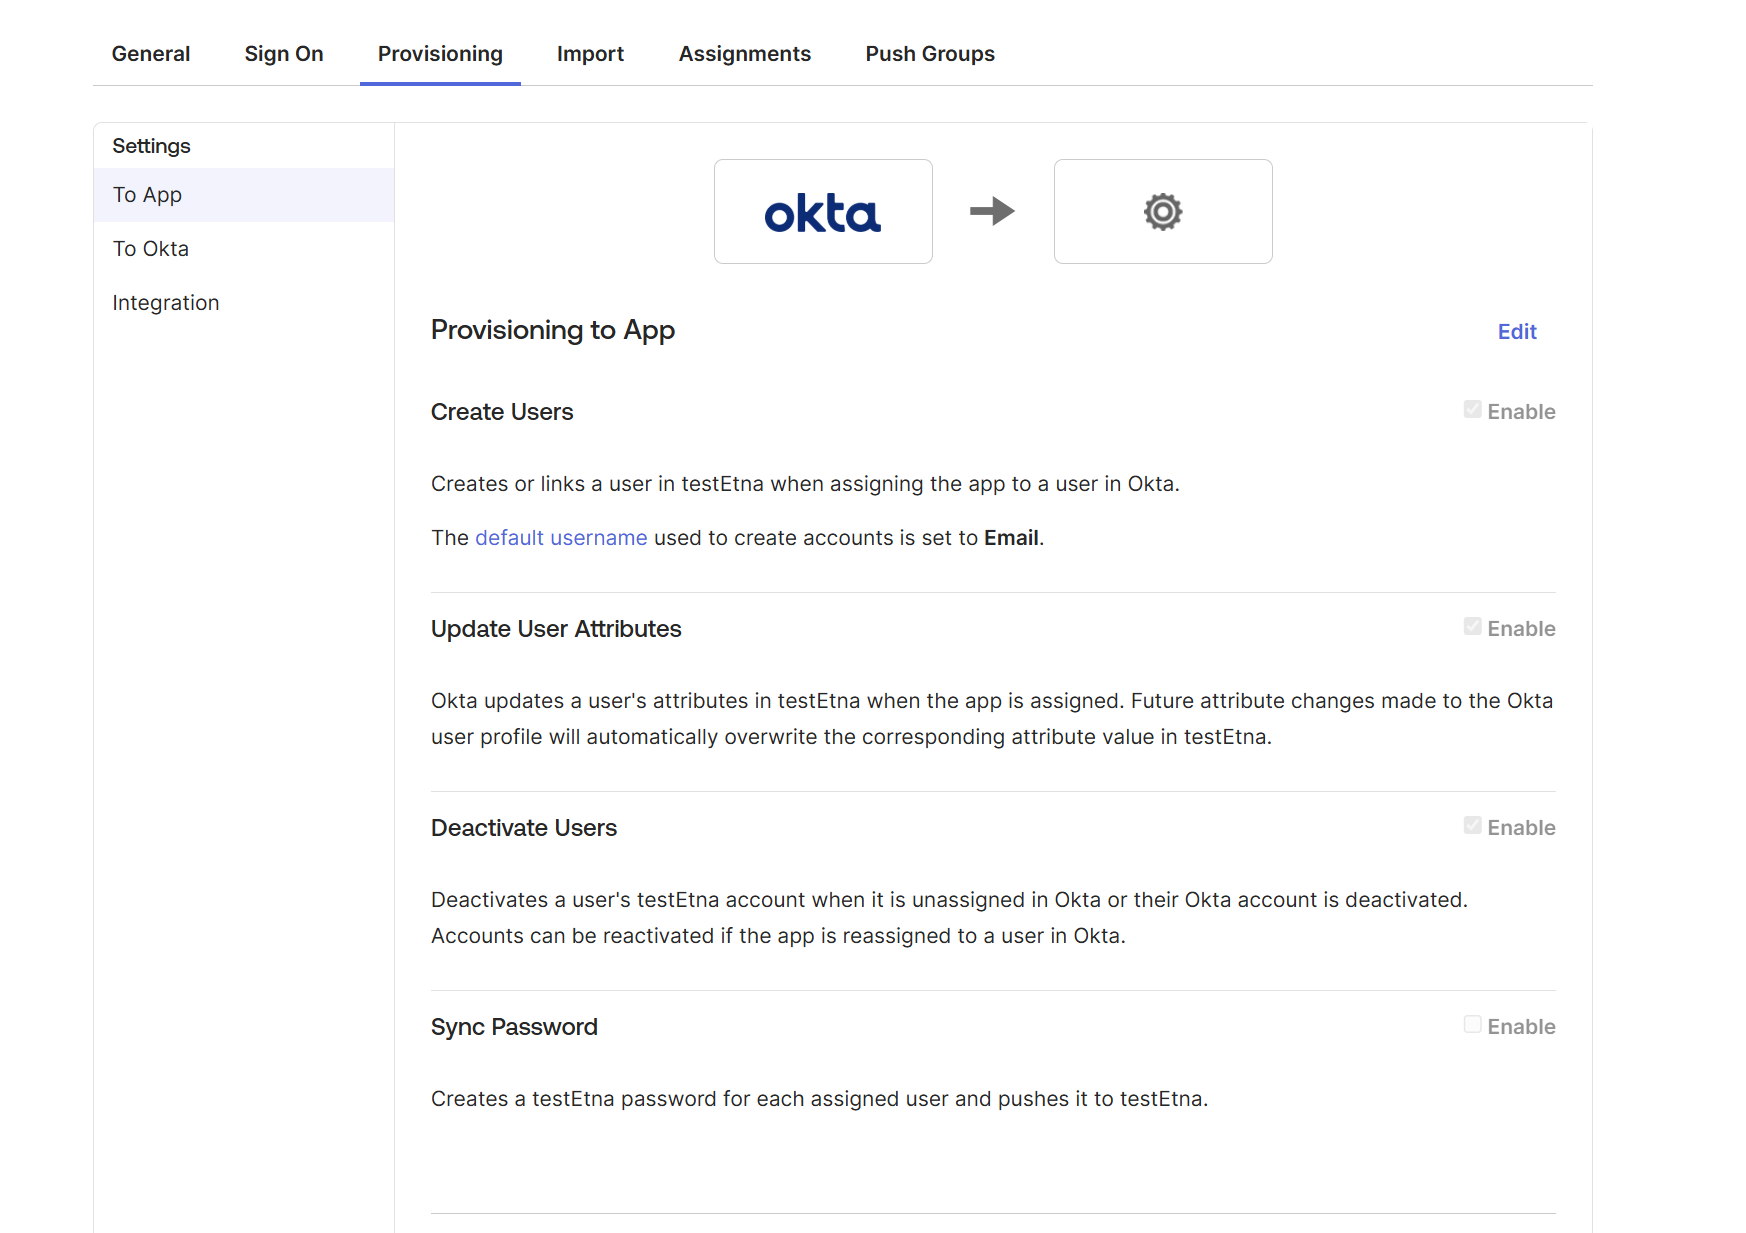 General Sign On Provisioning Import Assignments Push Groups
Settings
To App
To Okta
Integration
okta
Provisioning to App Edit
Create Users Enable
Creates or links a user in testEtna when assigning the app to a user in Okta.
The default username used to create accounts is set to Email.
Update User Attributes Enable
Okta updates a user's attributes in testEtna when the app is assigned. Future attribute changes made to the Okta
user profile will automatically overwrite the corresponding attribute value in testEtna.
Deactivate Users Enable
Deactivates a user's testEtna account when it is unassigned in Okta or their Okta account is deactivated.
Accounts can be reactivated if the app is reassigned to a user in Okta.
Sync Password Enable
Creates a testEtna password for each assigned user and pushes it to testEtna.